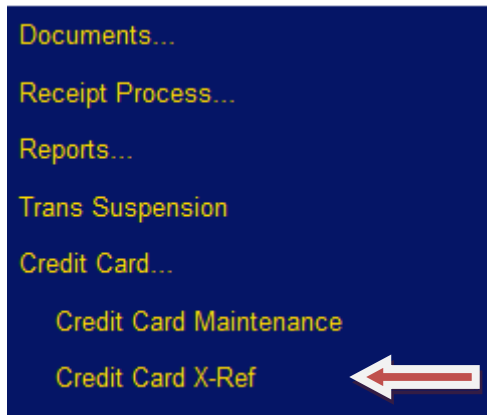 Documents...
Receipt Process...
Reports...
Trans Suspension
Credit Card...
Credit Card Maintenance
Credit Card X-Ref